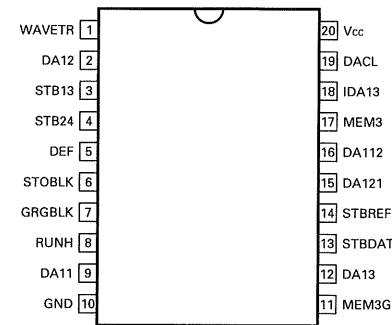 WAVETR 1
DA12 2
STB13 3
STB24 4
DEF 5
STOBLK 6
GRGBLK 7
RUNH 8
DA11 9
GND 10
20 Vcc
19 DACL
18 IDA13
17 MEM3
16 DA112
15 DA121
14 STBREF
13 STBDAT
12 DA13
11 MEM3G